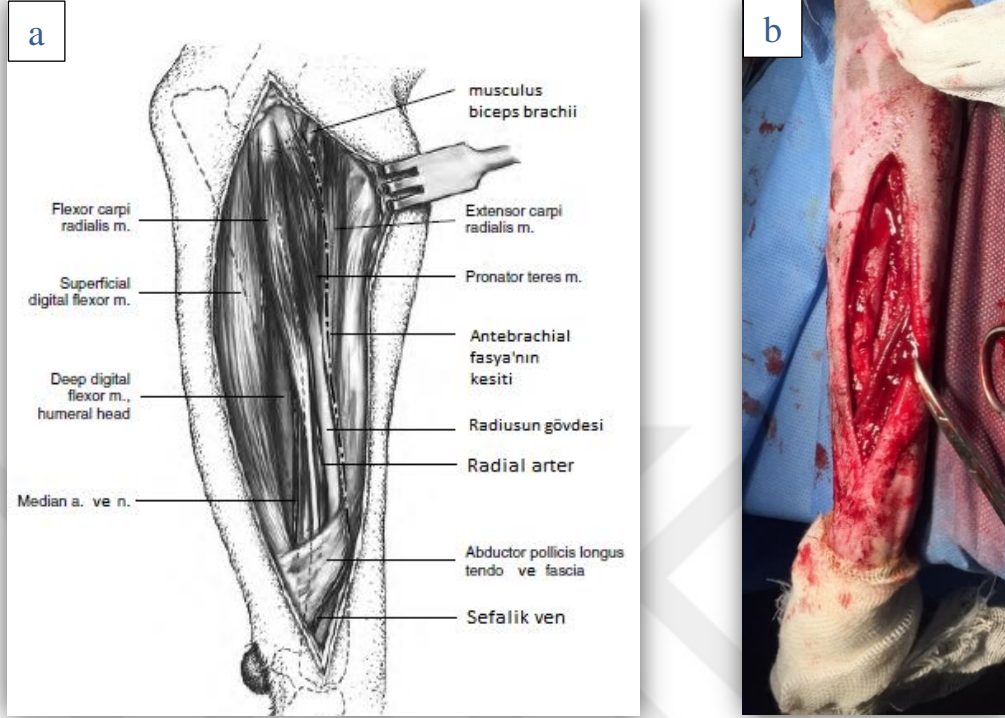 a
b
musculus
biceps brachii
Flexor carpi
radialis m.
Extensor carpi
radialis m.
Superficial
digital flexor m.
Pronator teres m.
Antebrachial
fasya'nın
kesiti
Deep digital
flexor m.,
humeral head
Radiusun gövdesi
Radial arter
Median a. ve n.
Abductor pollicis longus
tendo ve fascia
Sefalik ven